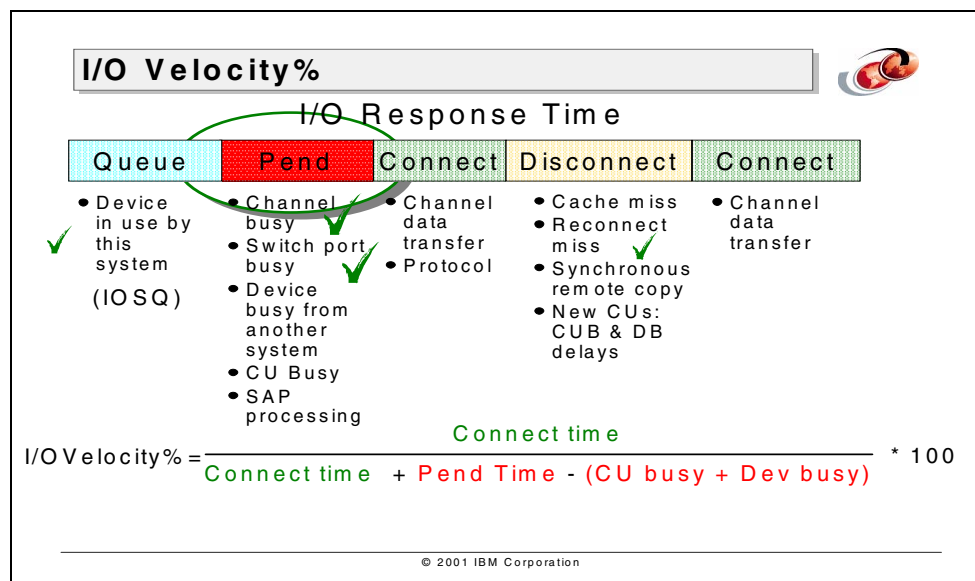 I/O Velocity%
I/O Response Time
Queue
Pend
Connect
Disconnect
Connect
Device
in use by
this
system
(IOSQ)
Channel
busy
Switch port
busy
Device
busy from
another
system
CU Busy
SAP
processing
Channel
data
transfer
Protocol
Cache miss
Reconnect
miss
Synchronous
remote copy
New CUs:
CUB & DB
delays
Channel
data
transfer
Connect time
I/O Velocity% = * 100
Connect time + Pend Time - (CU busy + Dev busy)
© 2001 IBM Corporation